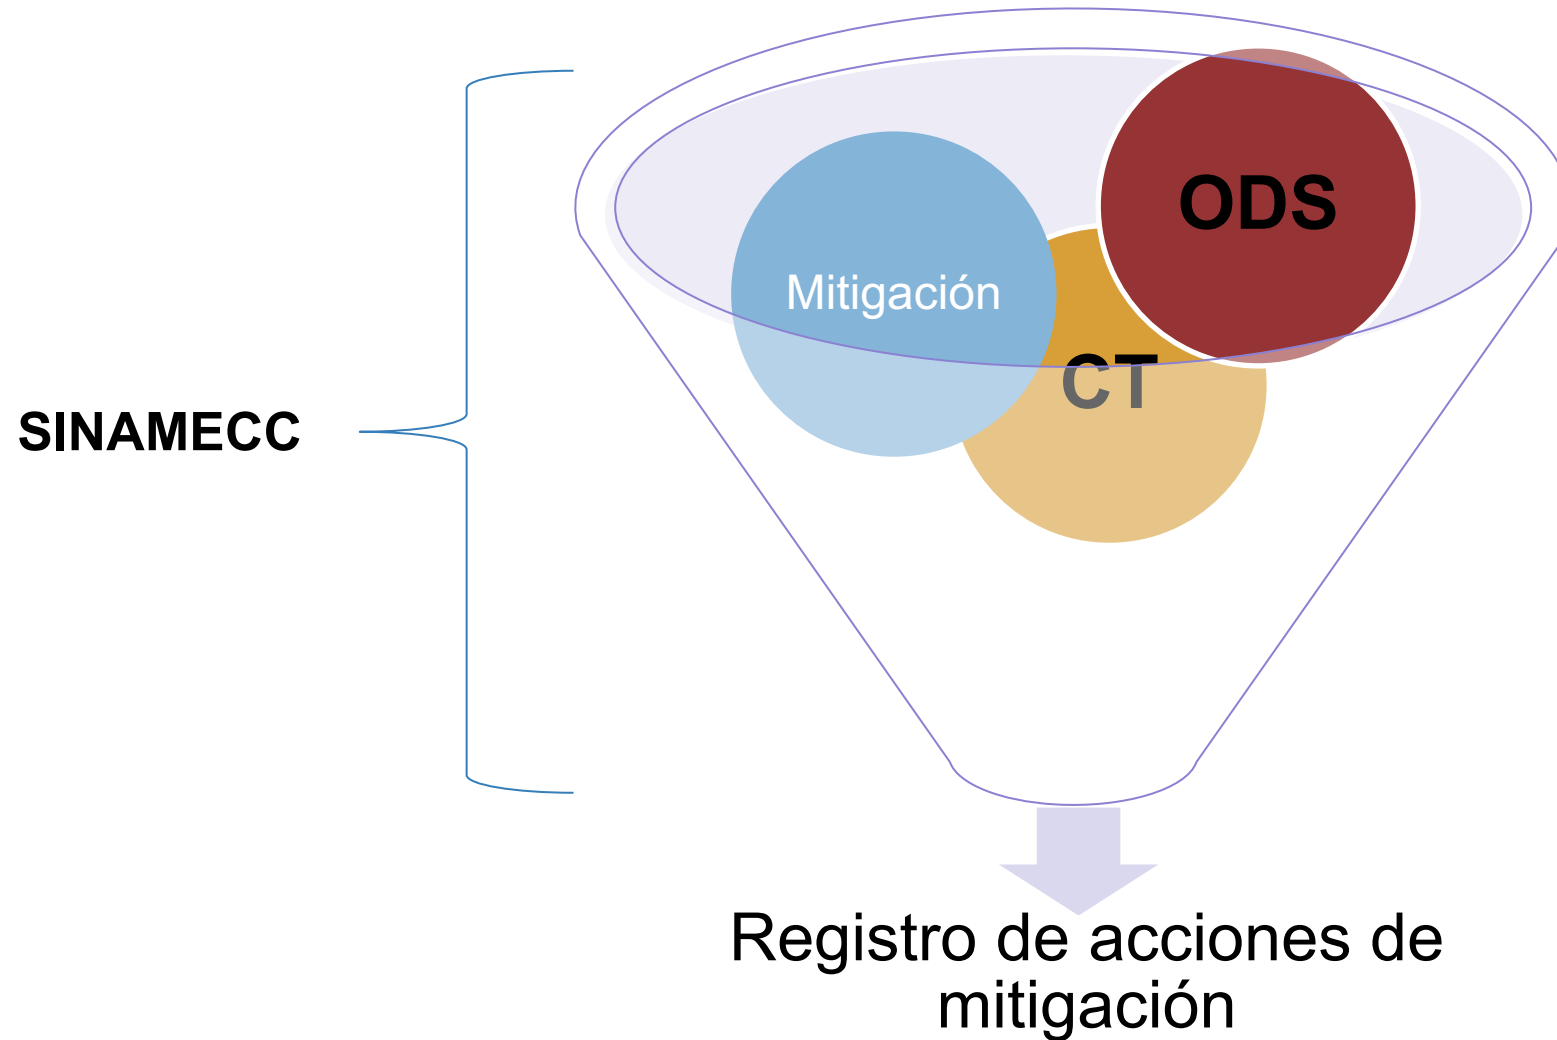 ODS
Mitigación
CT
SINAMECC
Registro de acciones de
mitigación